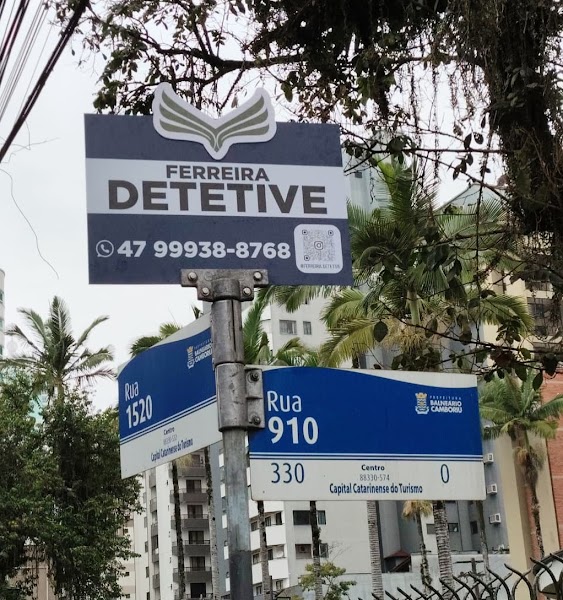 FERREIRA
DETETIVE
47 99938-8768
Rua
1520
Centro
Capital Catarinense do Turismo
Rua
910
PREFEITURA
BALNEÁRIO
CAMBORIÚ
330
Centro
88330-574
0
Capital Catarinense do Turismo